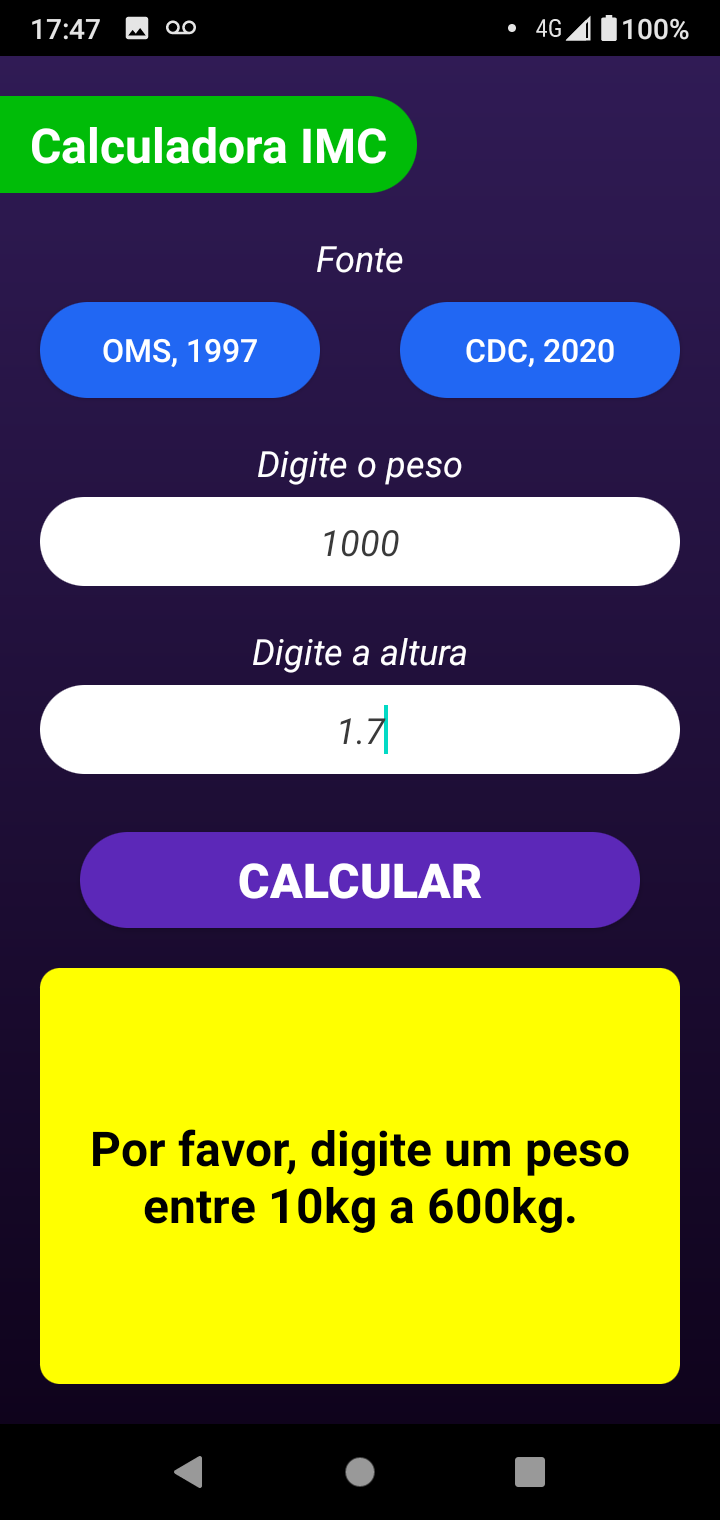 17:47 4G 100%
Calculadora IMC
Fonte
OMS, 1997 CDC, 2020
Digite o peso
1000
Digite a altura
1.7
CALCULAR
Por favor, digite um peso
entre 10kg a 600kg.